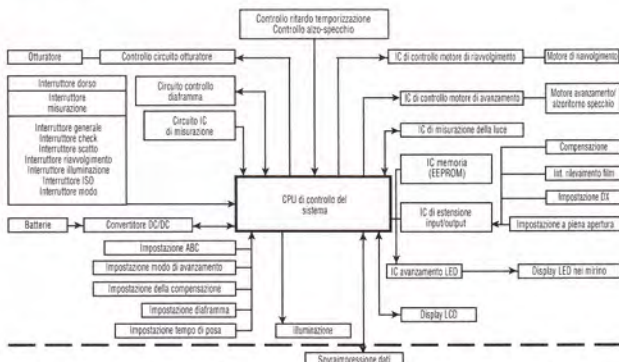 Controllo ritardo temporizzazione
Controllo alzo-specchio
Otturatore
Controllo circuito otturatore
IC di controllo motore di riavvolgimento
Motore di riavvolgimento
Interruttore dorso
Interruttore
misurazione
Interruttore generale
Interruttore check
Interruttore scatto
Interruttore riavvolgimento
Interruttore illuminazione
Interruttore ISO
Interruttore modo
Circuito controllo
diaframma
Circuito IC
di misurazione
IC di controllo motore di avanzamento
Motore avanzamento/
alzo/ritorno specchio
IC di misurazione della luce
IC memoria
(EEPROM)
Compensazione
Int. rilevamento film
Impostazione DX
Impostazione a piena apertura
CPU di controllo del
sistema
IC di estensione
input/output
Batterie
Convertitore DC/DC
Impostazione ABC
Impostazione modo di avanzamento
Impostazione della compensazione
Impostazione diaframma
Impostazione tempo di posa
IC avanzamento LED
Display LED nel mirino
Illuminazione
Display LCD
Sovraimpressione dati